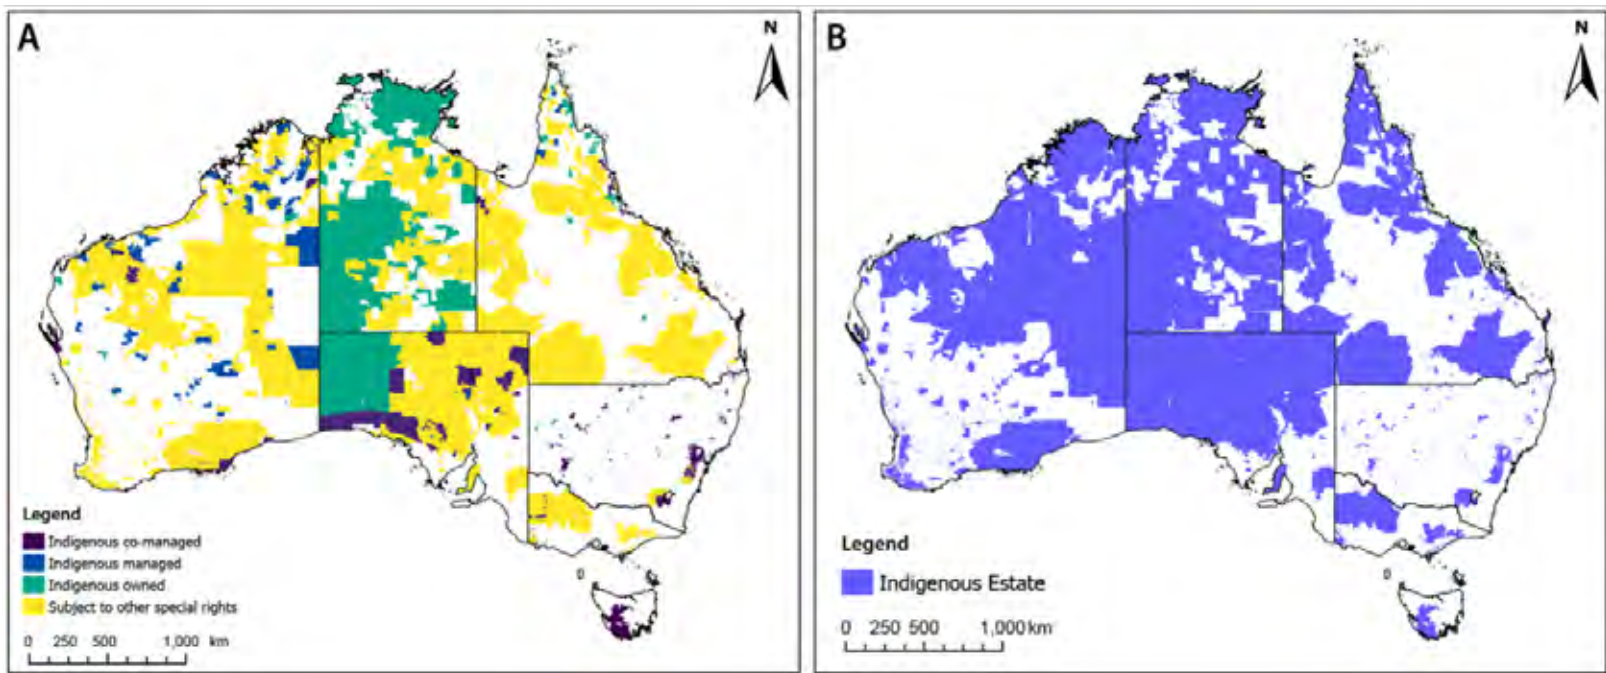 A
N
Legend
Indigenous co-managed
Indigenous managed
Indigenous owned
Subject to other special rights
0 250 500 1,000 km
B
N
Legend
Indigenous Estate
0 250 500 1,000 km